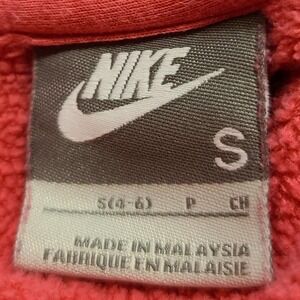 NIKE
S
S(4-6) P CH
MADE IN MALAYSIA
FABRIQUE EN MALAISIE